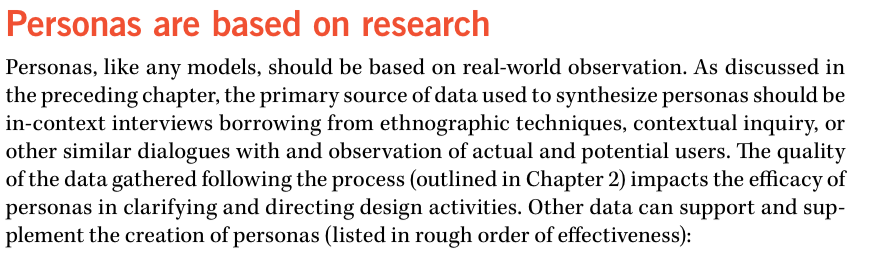 Personas are based on research
Personas, like any models, should be based on real-world observation. As discussed in
the preceding chapter, the primary source of data used to synthesize personas should be
in-context interviews borrowing from ethnographic techniques, contextual inquiry, or
other similar dialogues with and observation of actual and potential users. The quality
of the data gathered following the process (outlined in Chapter 2) impacts the efficacy of
personas in clarifying and directing design activities. Other data can support and sup-
plement the creation of personas (listed in rough order of effectiveness):